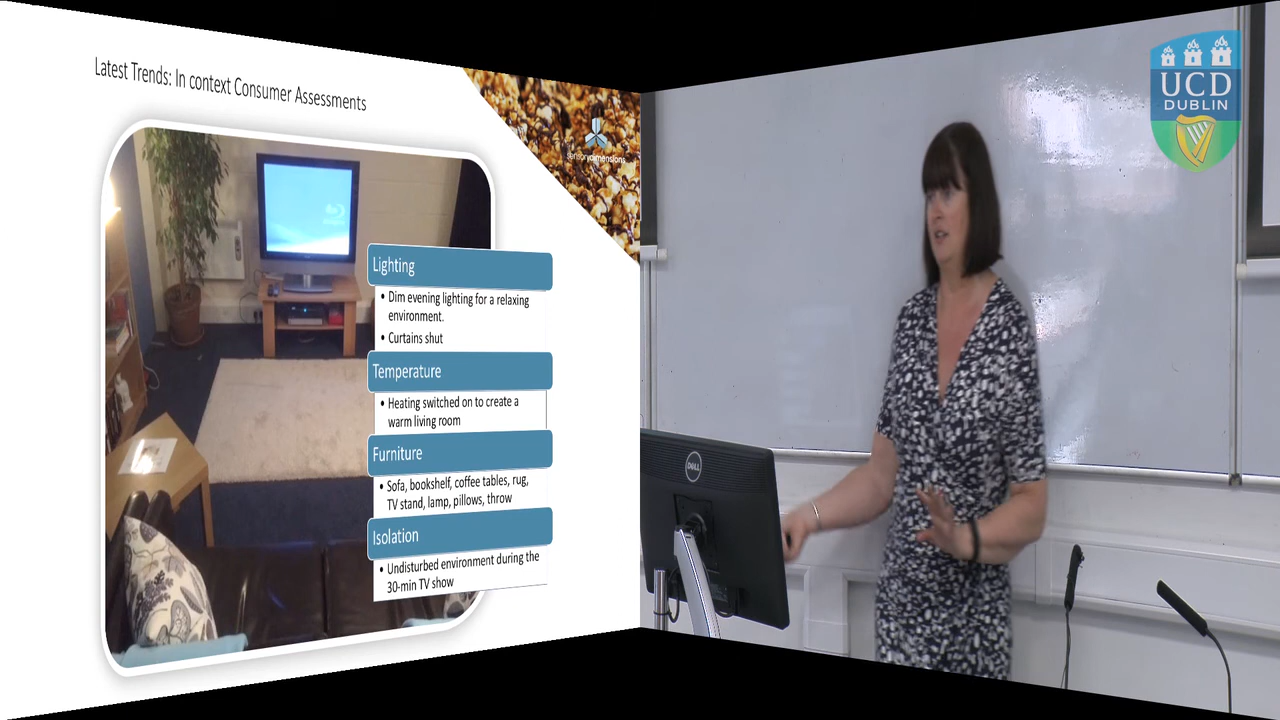 Latest Trends: In context Consumer Assessments
sensorydimensions
Lighting
• Dim evening lighting for a relaxing
environment.
• Curtains shut
Temperature
• Heating switched on to create a
warm living room
Furniture
• Sofa, bookshelf, coffee tables, rug,
TV stand, lamp, pillows, throw
Isolation
• Undisturbed environment during the
30-min TV show
UCD
DUBLIN
DELL